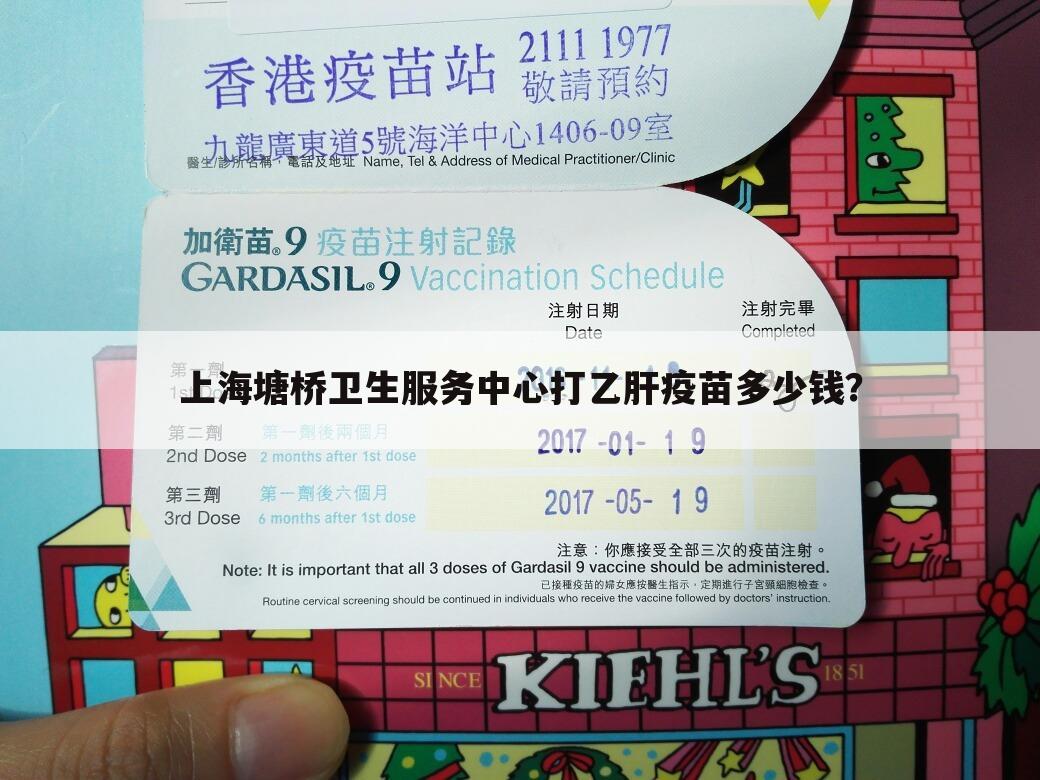 香港疫苗站 2111 1977
敬請預約
九龍廣東道5號海洋中心1406-09室
醫生/診所名稱、電話及地址 Name, Tel & Address of Medical Practitioner/Clinic
加衛苗®9 疫苗注射記錄
GARDASIL®9 Vaccination Schedule
注射日期 注射完畢
Date Completed
第一劑
上海塘桥卫生服务中心打乙肝疫苗多少钱?
第二劑 第一劑後兩個月
2nd Dose 2 months after 1st dose 2017 -01- 1 9
第三劑 第一劑後六個月
3rd Dose 6 months after 1st dose 2017 -05- 1 9
注意：你應接受全部三次的疫苗注射。
Note: It is important that all 3 doses of Gardasil 9 vaccine should be administered.
已接種疫苗的婦女應按醫生指示，定期進行子宮頸細胞檢查。
Routine cervical screening should be continued in individuals who receive the vaccine followed by doctors' instruction.
SINCE KIEHL'S 1851